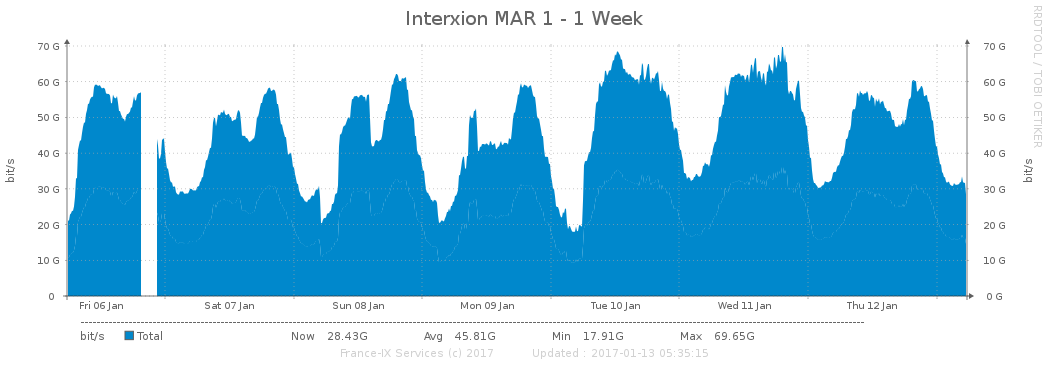 Interxion MAR 1 - 1 Week
RRDTOOL / TOBI OETIKER
bit/s
70 G 70 G
60 G 60 G
50 G 50 G
40 G 40 G
30 G 30 G
20 G 20 G
10 G 10 G
0 0 G
bit/s
Fri 06 Jan Sat 07 Jan Sun 08 Jan Mon 09 Jan Tue 10 Jan Wed 11 Jan Thu 12 Jan
bit/s Total Now 28.43G Avg 45.81G Min 17.91G Max 69.65G
France-IX Services (c) 2017 Updated : 2017-01-13 05:35:15